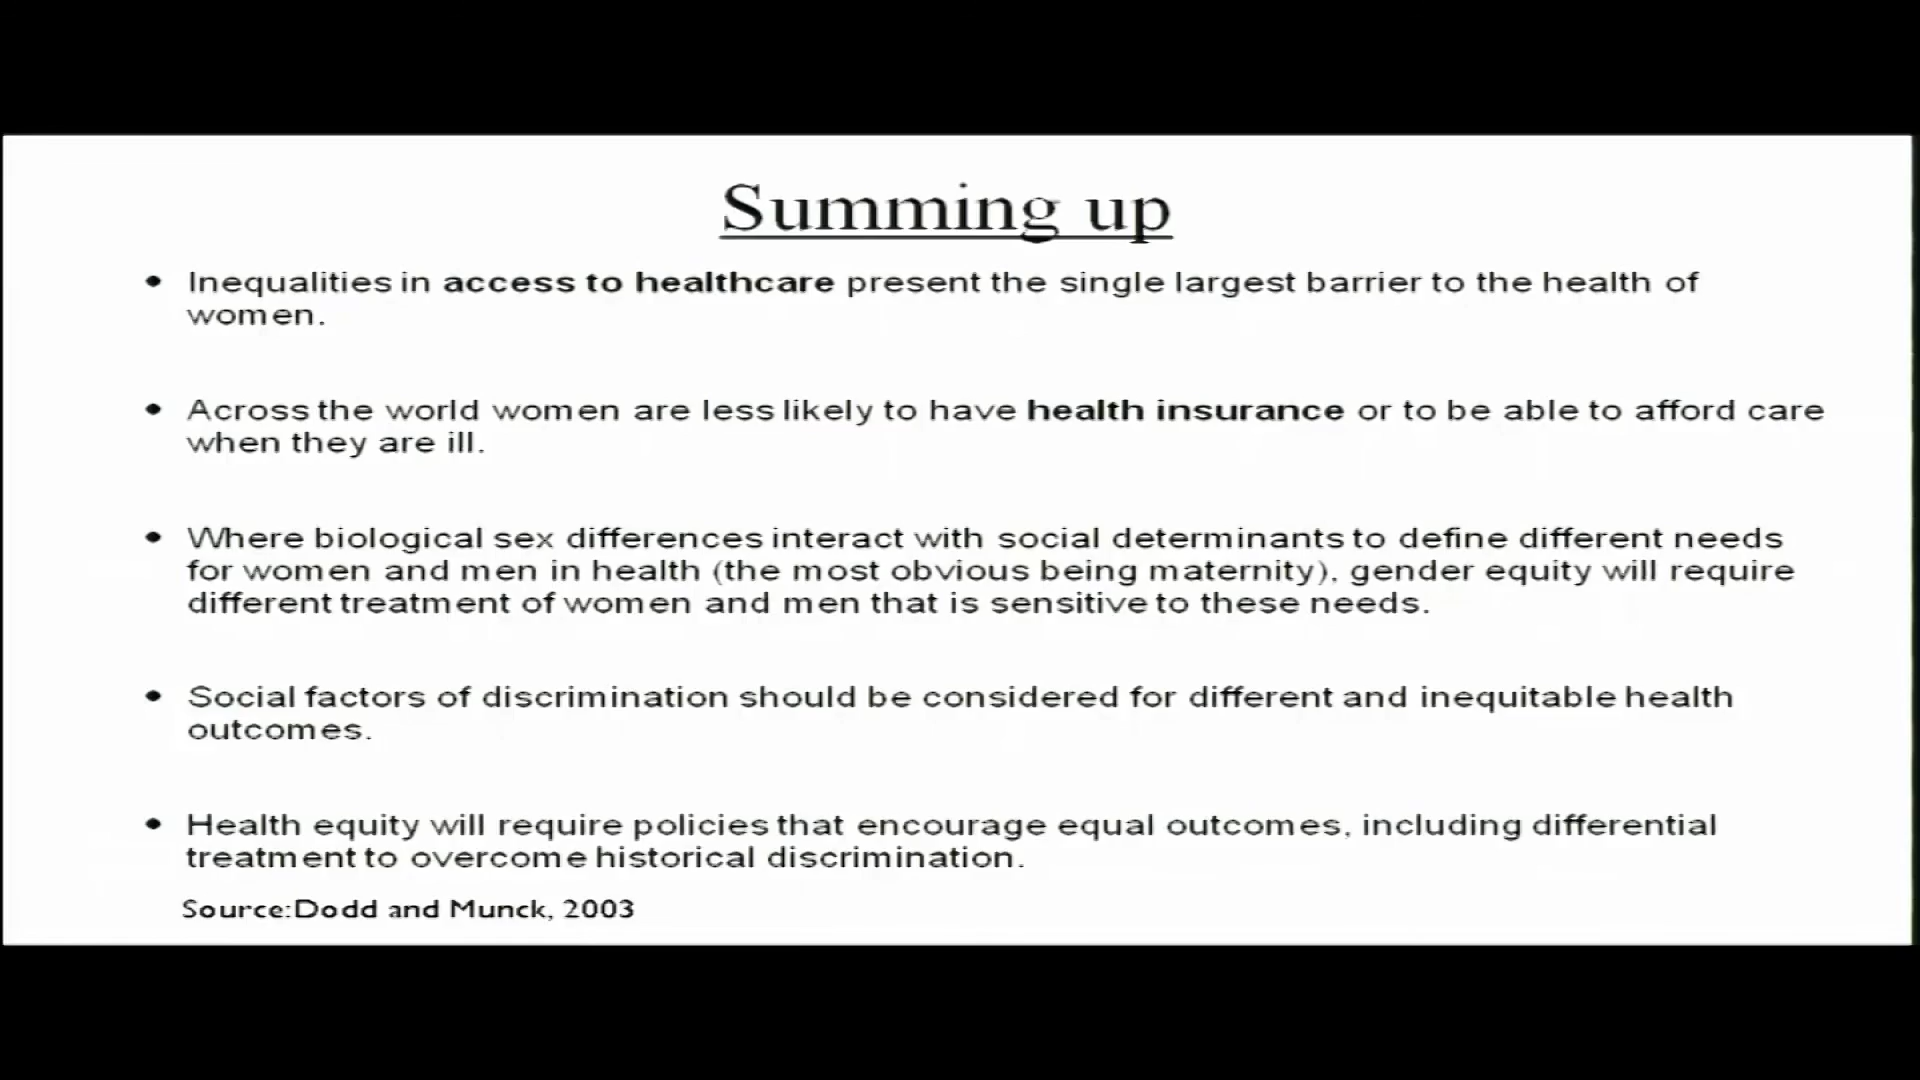 Summing up
• Inequalities in access to healthcare present the single largest barrier to the health of
women.
• Across the world women are less likely to have health insurance or to be able to afford care
when they are ill.
• Where biological sex differences interact with social determinants to define different needs
for women and men in health (the most obvious being maternity), gender equity will require
different treatment of women and men that is sensitive to these needs.
• Social factors of discrimination should be considered for different and inequitable health
outcomes.
• Health equity will require policies that encourage equal outcomes, including differential
treatment to overcome historical discrimination.
Source:Dodd and Munck, 2003